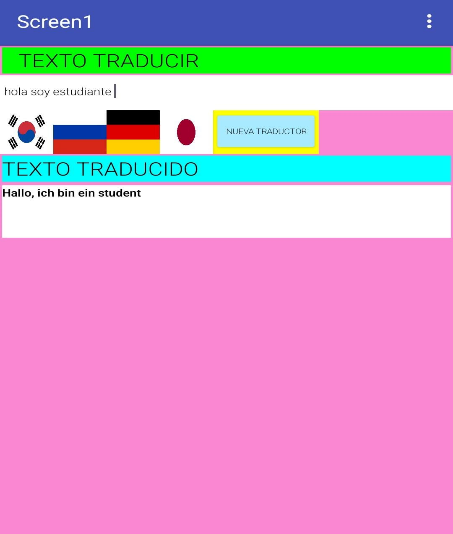 Screen1
TEXTO TRADUCIR
hola soy estudiante
NUEVA TRADUCTOR
TEXTO TRADUCIDO
Hallo, ich bin ein student